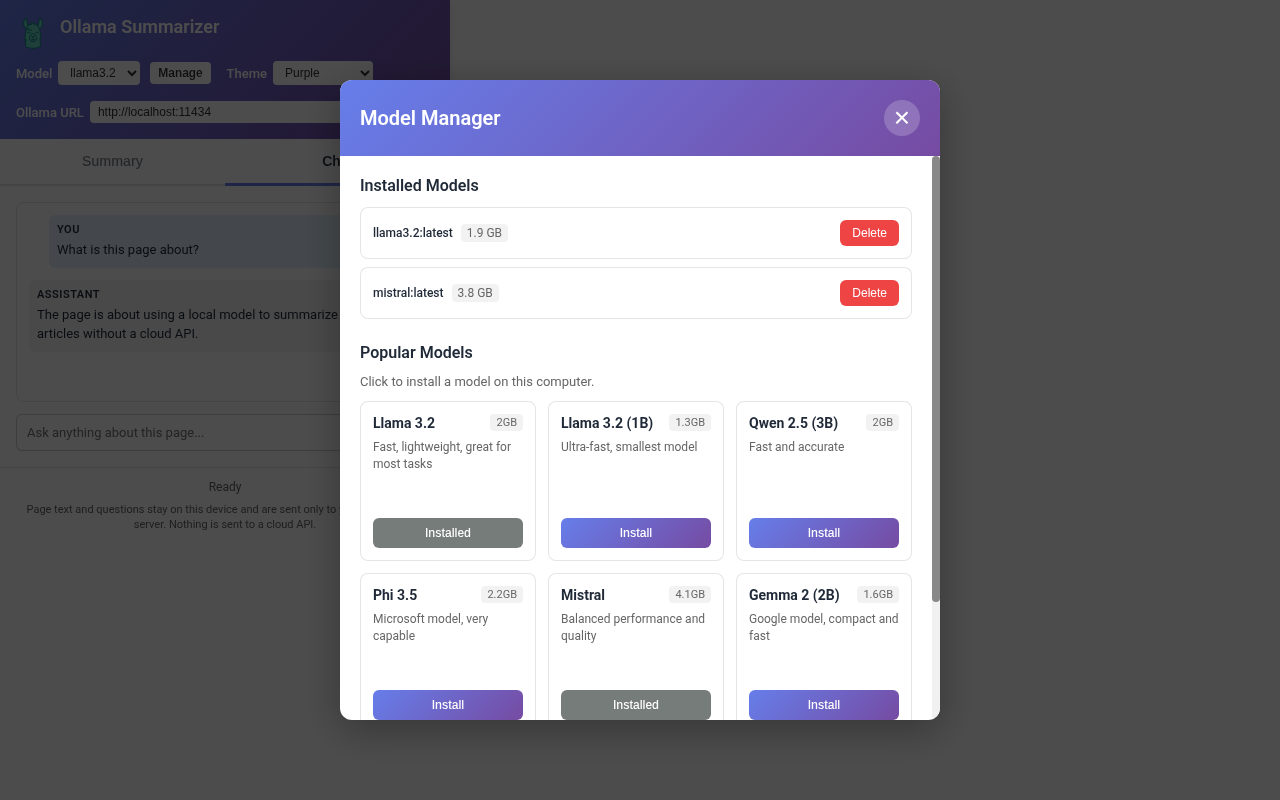 Ollama Summarizer
Model llama3.2 Manage Theme Purple
Ollama URL http://localhost:11434
Summary Ch
YOU
What is this page about?
ASSISTANT
The page is about using a local model to summarize
articles without a cloud API.
Ask anything about this page...
Ready
Page text and questions stay on this device and are sent only to
server. Nothing is sent to a cloud API.
Model Manager
Installed Models
llama3.2:latest 1.9 GB Delete
mistral:latest 3.8 GB Delete
Popular Models
Click to install a model on this computer.
Llama 3.2 2GB
Fast, lightweight, great for
most tasks
Installed
Llama 3.2 (1B) 1.3GB
Ultra-fast, smallest model
Install
Qwen 2.5 (3B) 2GB
Fast and accurate
Install
Phi 3.5 2.2GB
Microsoft model, very
capable
Install
Mistral 4.1GB
Balanced performance and
quality
Installed
Gemma 2 (2B) 1.6GB
Google model, compact and
fast
Install